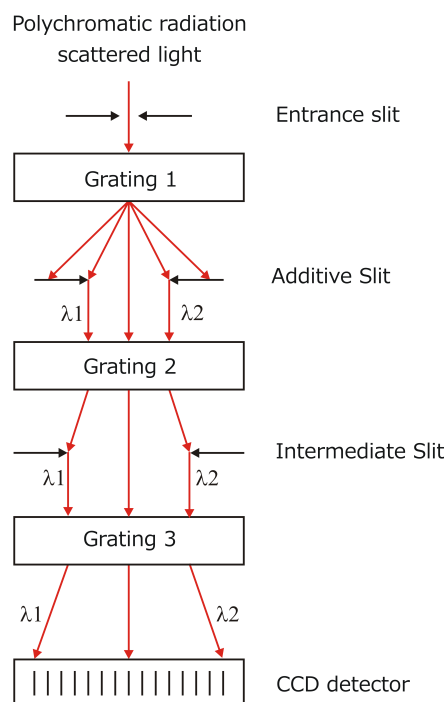 Polychromatic radiation
scattered light
Entrance slit
Grating 1
Additive Slit
λ1 λ2
Grating 2
Intermediate Slit
λ1 λ2
Grating 3
λ1 λ2
CCD detector